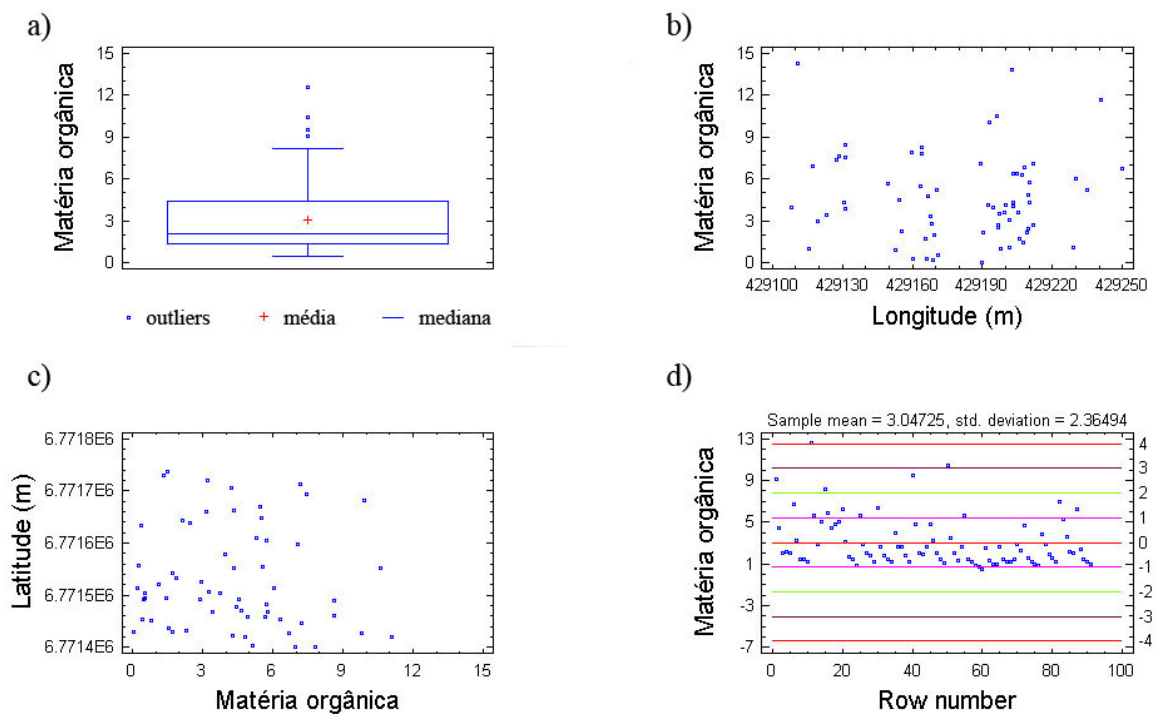 a)
Matéria orgânica
15
12
9
6
3
0
outliers
média
mediana
b)
Matéria orgânica
15
12
9
6
3
0
429100 429130 429160 429190 429220 429250
Longitude (m)
c)
Latitude (m)
6.7718E6
6.7717E6
6.7716E6
6.7715E6
6.7714E6
0 3 6 9 12 15
Matéria orgânica
d)
Sample mean = 3.04725, std. deviation = 2.36494
Matéria orgânica
13
9
5
1
-3
-7
4
3
2
1
0
-1
-2
-3
-4
0 20 40 60 80 100
Row number